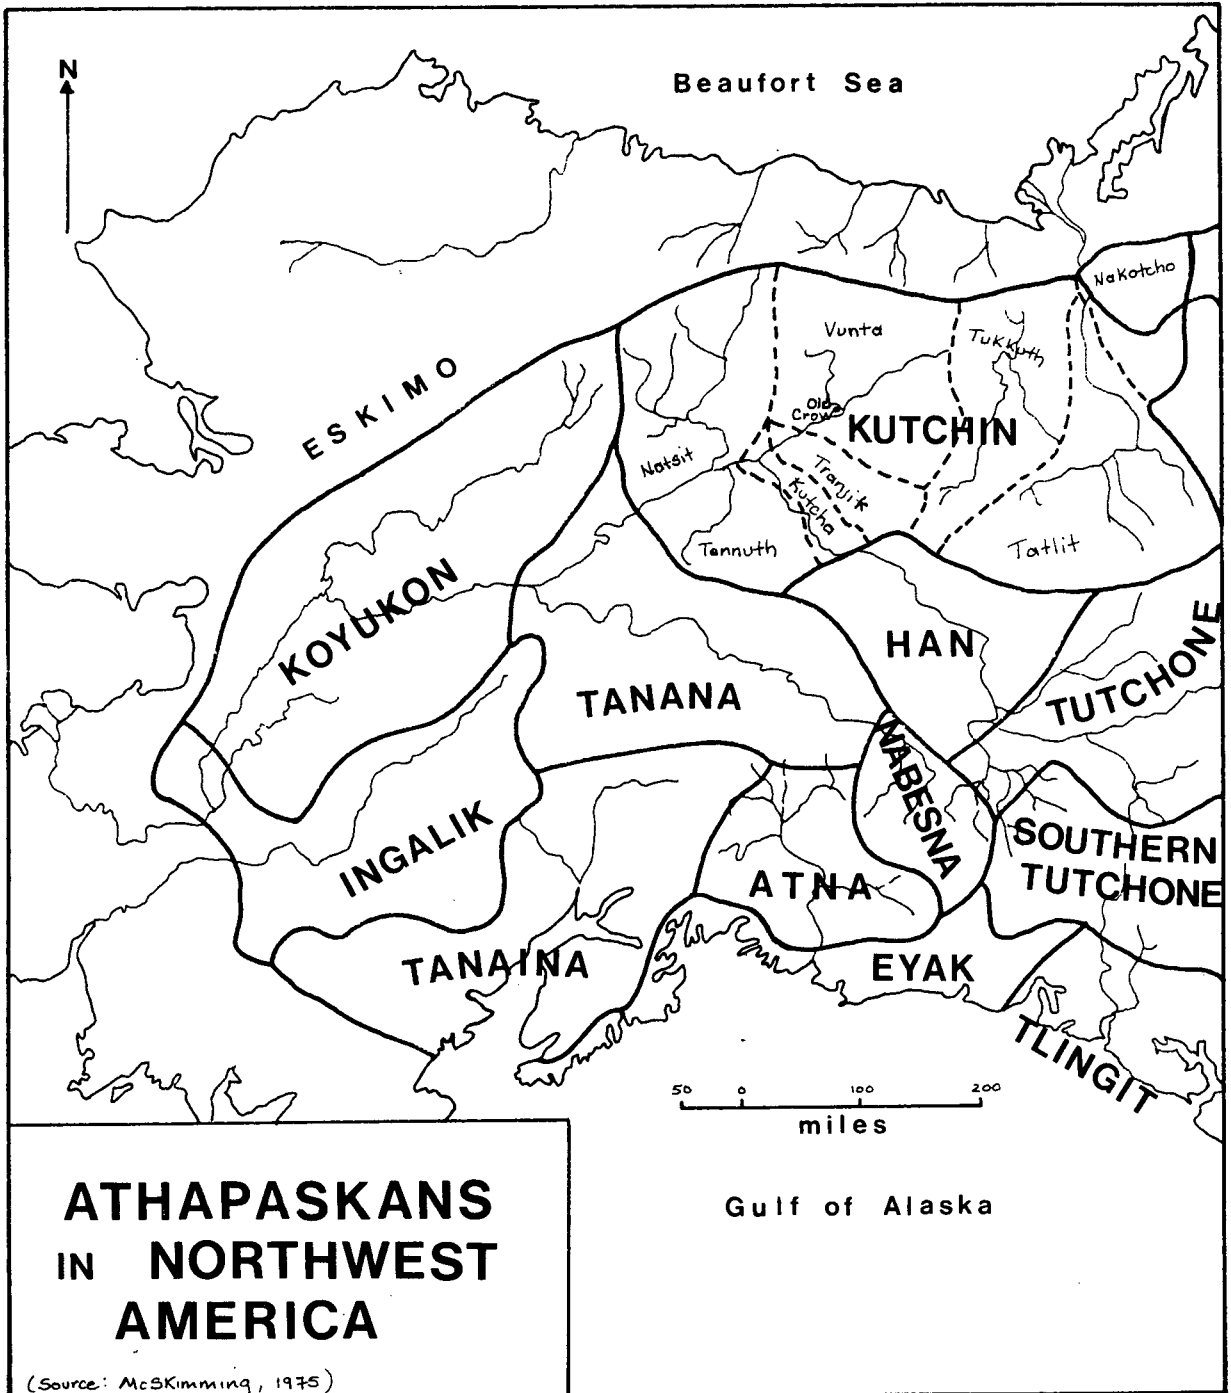 N
Beaufort Sea
Nakotcho
Vunta
Tukkuth
ESKIMO
Old
Crow
KUTCHIN
Natsit
Tranjik
Kutcha
Tennuth
Tatlit
KOYUKON
HAN
TUTCHONE
TANANA
NABESNA
INGALIK
SOUTHERN
TUTCHONE
ATNA
TANAINA
EYAK
TLINGIT
50 0 100 200
miles
Gulf of Alaska
ATHAPASKANS
IN NORTHWEST
AMERICA
(Source: McSkimming, 1975)